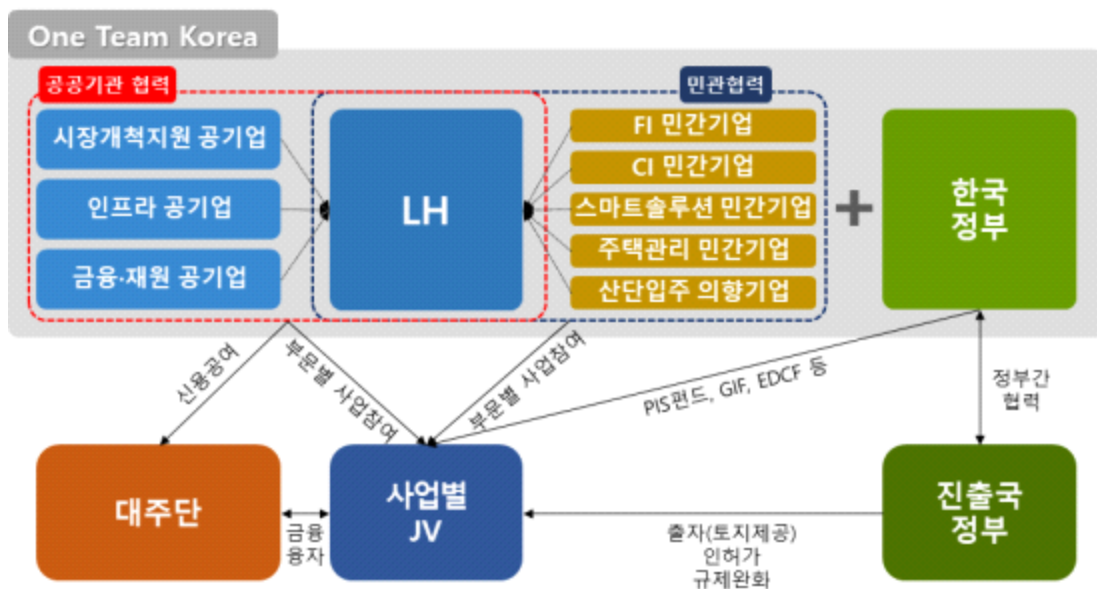 One Team Korea
공공기관 협력
민관협력
시장개척지원 공기업
인프라 공기업
금융·재원 공기업
LH
FI 민간기업
CI 민간기업
스마트솔루션 민간기업
주택관리 민간기업
산단입주 의향기업
+
한국
정부
신용공여
부문별 사업참여
부문별 사업참여
PIS펀드, GIF, EDCF 등
정부간
협력
대주단
금융
융자
사업별
JV
출자(토지제공)
인허가
규제완화
진출국
정부